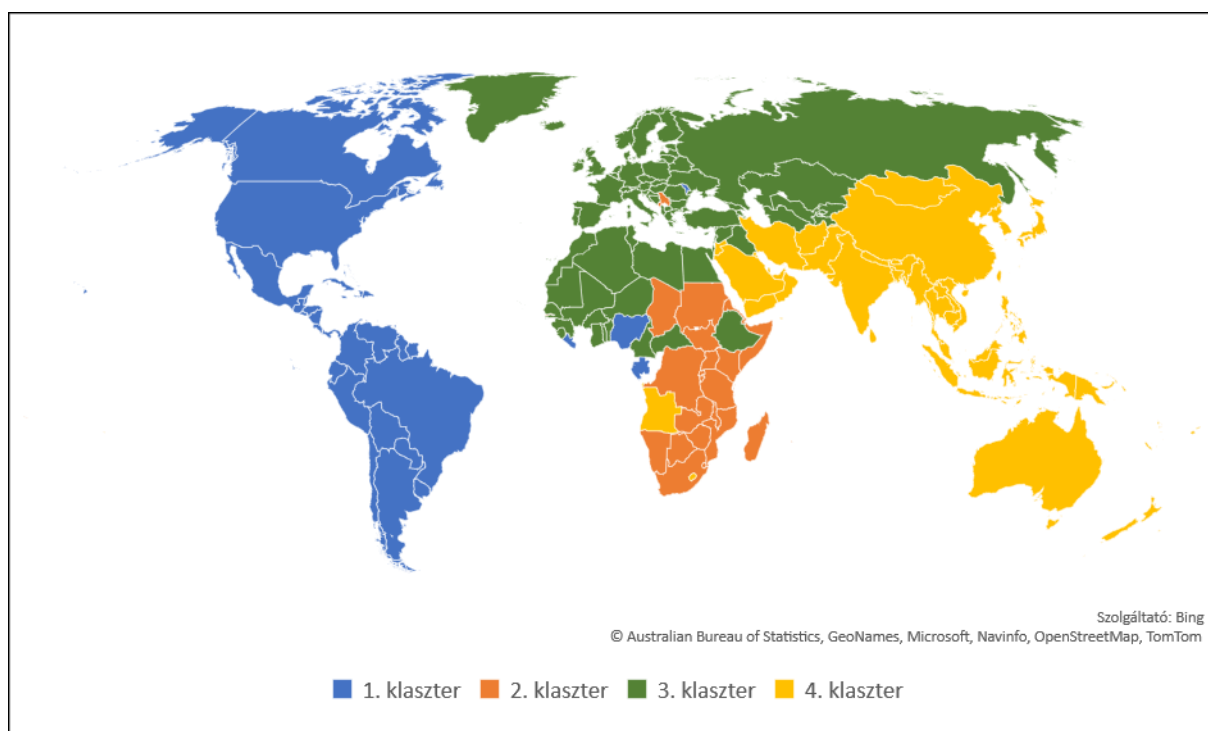 Szolgáltató: Bing
© Australian Bureau of Statistics, GeoNames, Microsoft, Navinfo, OpenStreetMap, TomTom
1. klaszter 2. klaszter 3. klaszter 4. klaszter